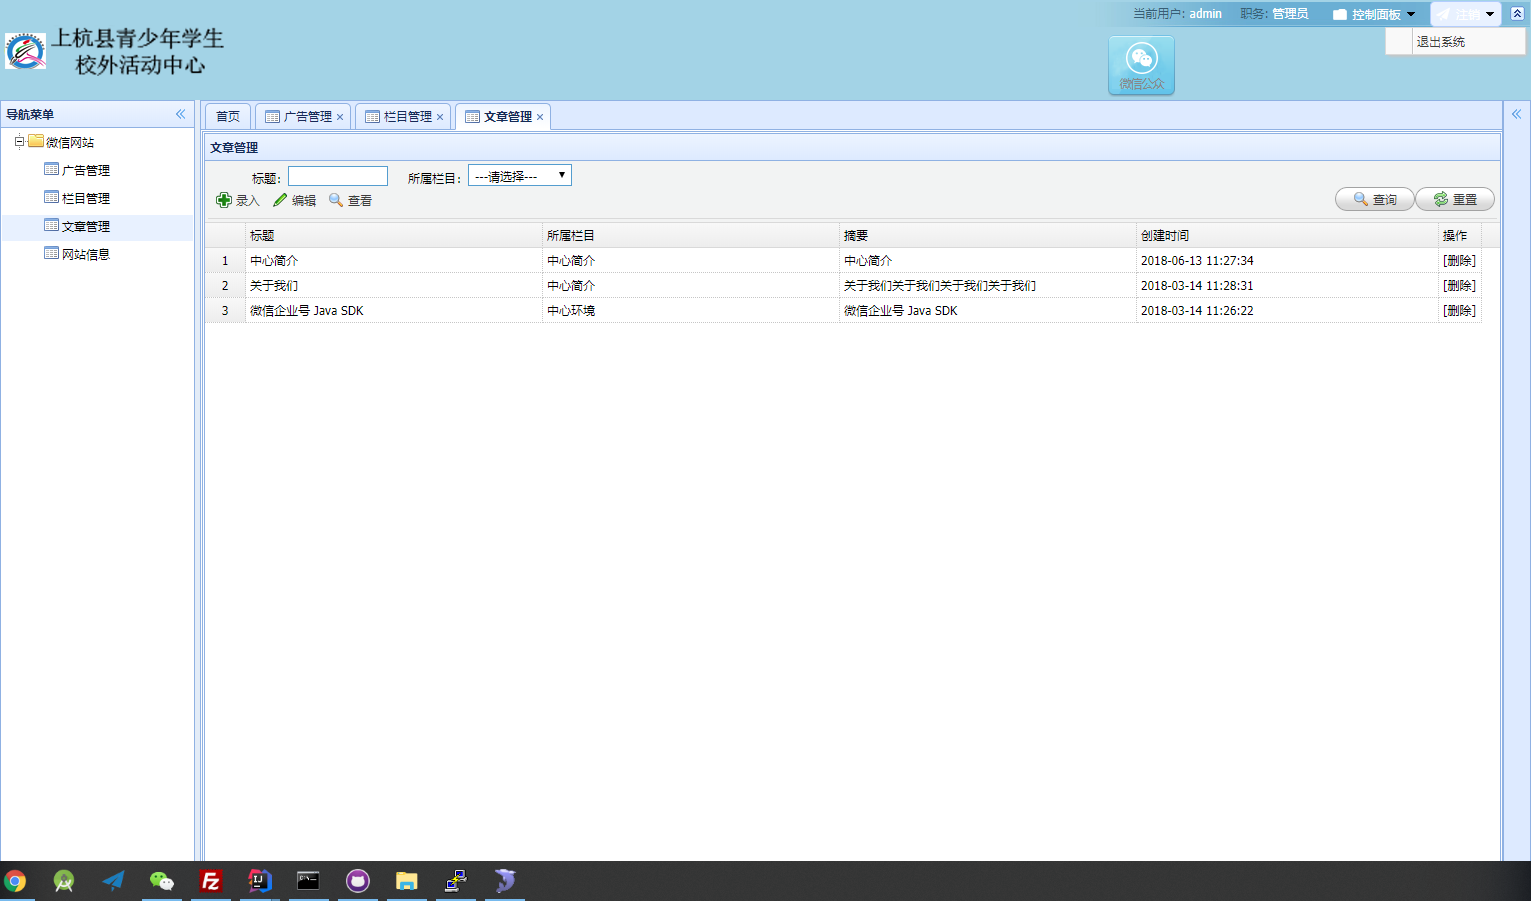 当前用户: admin 职务: 管理员 控制面板 注销
上杭县青少年学生
校外活动中心
退出系统
微信公众
导航菜单
首页 广告管理 栏目管理 文章管理
微信网站
广告管理
栏目管理
文章管理
网站信息
文章管理
标题: 所属栏目: ---请选择---
录入 编辑 查看 查询 重置
标题 所属栏目 摘要 创建时间 操作
1 中心简介 中心简介 中心简介 2018-06-13 11:27:34 [删除]
2 关于我们 中心简介 关于我们关于我们关于我们关于我们 2018-03-14 11:28:31 [删除]
3 微信企业号 Java SDK 中心环境 微信企业号 Java SDK 2018-03-14 11:26:22 [删除]